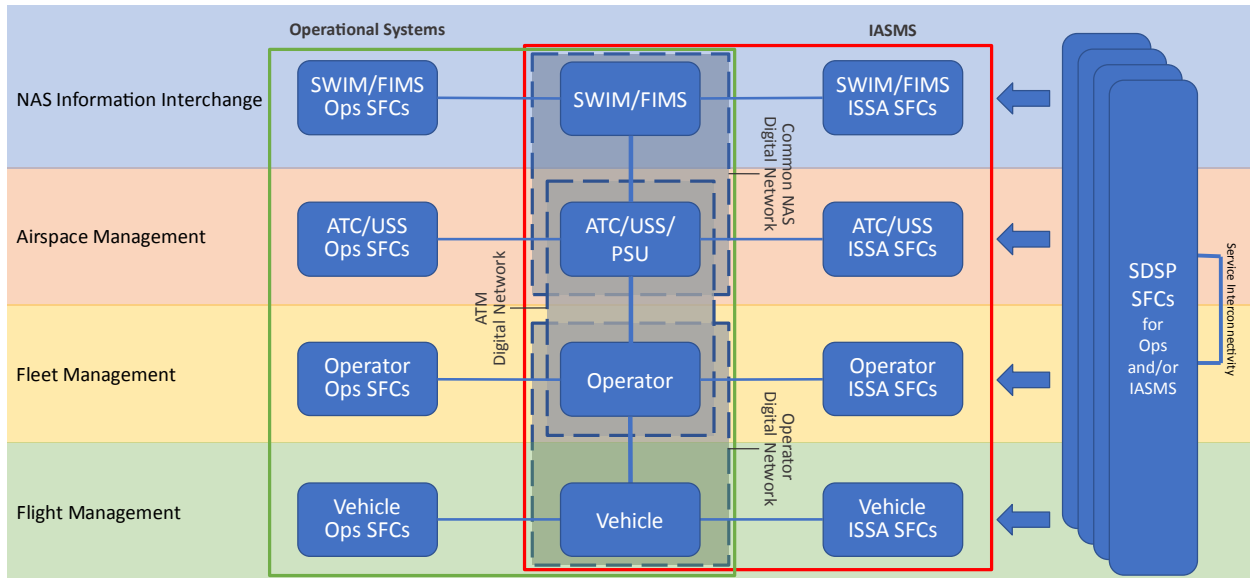 Operational Systems
IASMS
NAS Information Interchange
SWIM/FIMS
Ops SFCs
SWIM/FIMS
SWIM/FIMS
ISSA SFCs
Common NAS
Digital Network
Airspace Management
ATC/USS
Ops SFCs
ATC/USS/
PSU
ATC/USS
ISSA SFCs
ATM
Digital Network
Fleet Management
Operator
Ops SFCs
Operator
Operator
ISSA SFCs
Operator
Digital Network
Flight Management
Vehicle
Ops SFCs
Vehicle
Vehicle
ISSA SFCs
SDSP
SFCs
for
Ops
and/or
IASMS
Service Interconnectivity